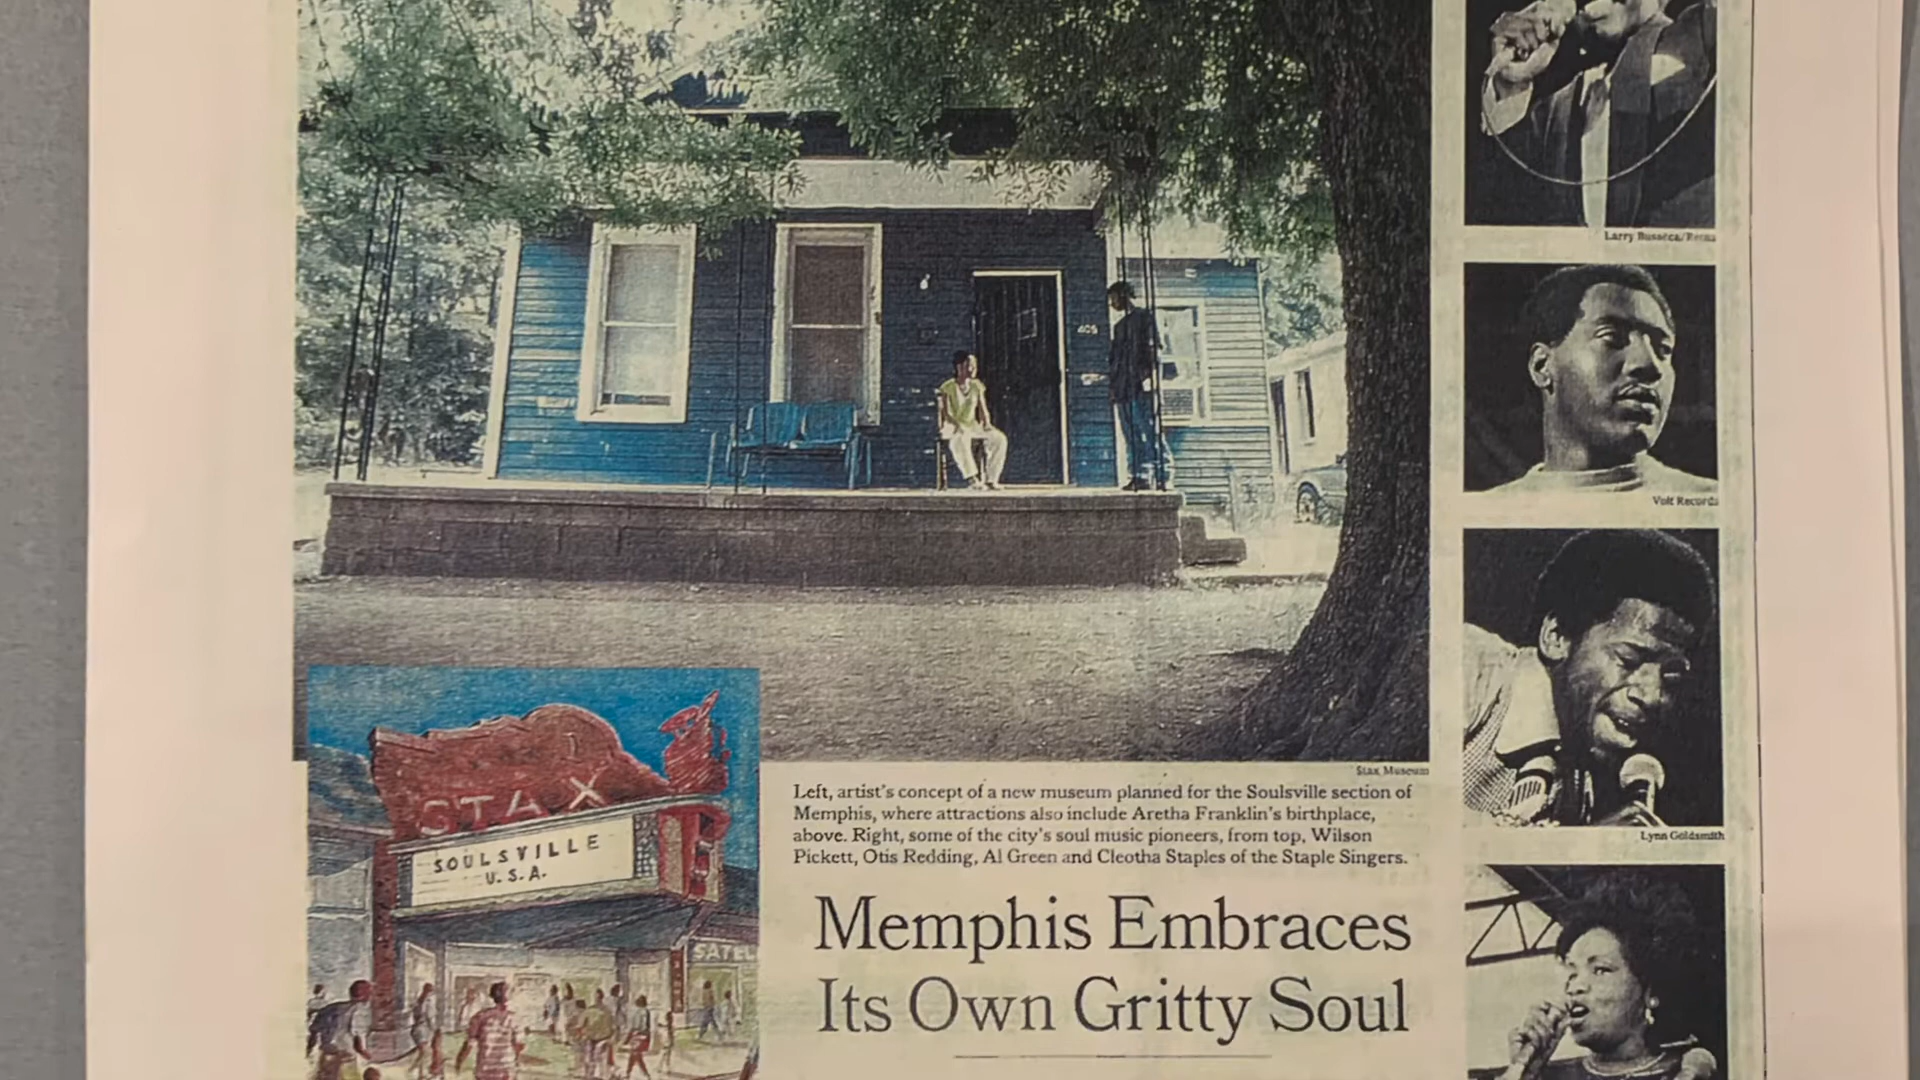 405
Larry Busacca/Retna
Volt Records
Lynn Goldsmith
Stax Museum
STAX
SOULSVILLE
U.S.A.
SATEL
Left, artist's concept of a new museum planned for the Soulsville section of
Memphis, where attractions also include Aretha Franklin's birthplace,
above. Right, some of the city's soul music pioneers, from top, Wilson
Pickett, Otis Redding, Al Green and Cleotha Staples of the Staple Singers.
Memphis Embraces
Its Own Gritty Soul